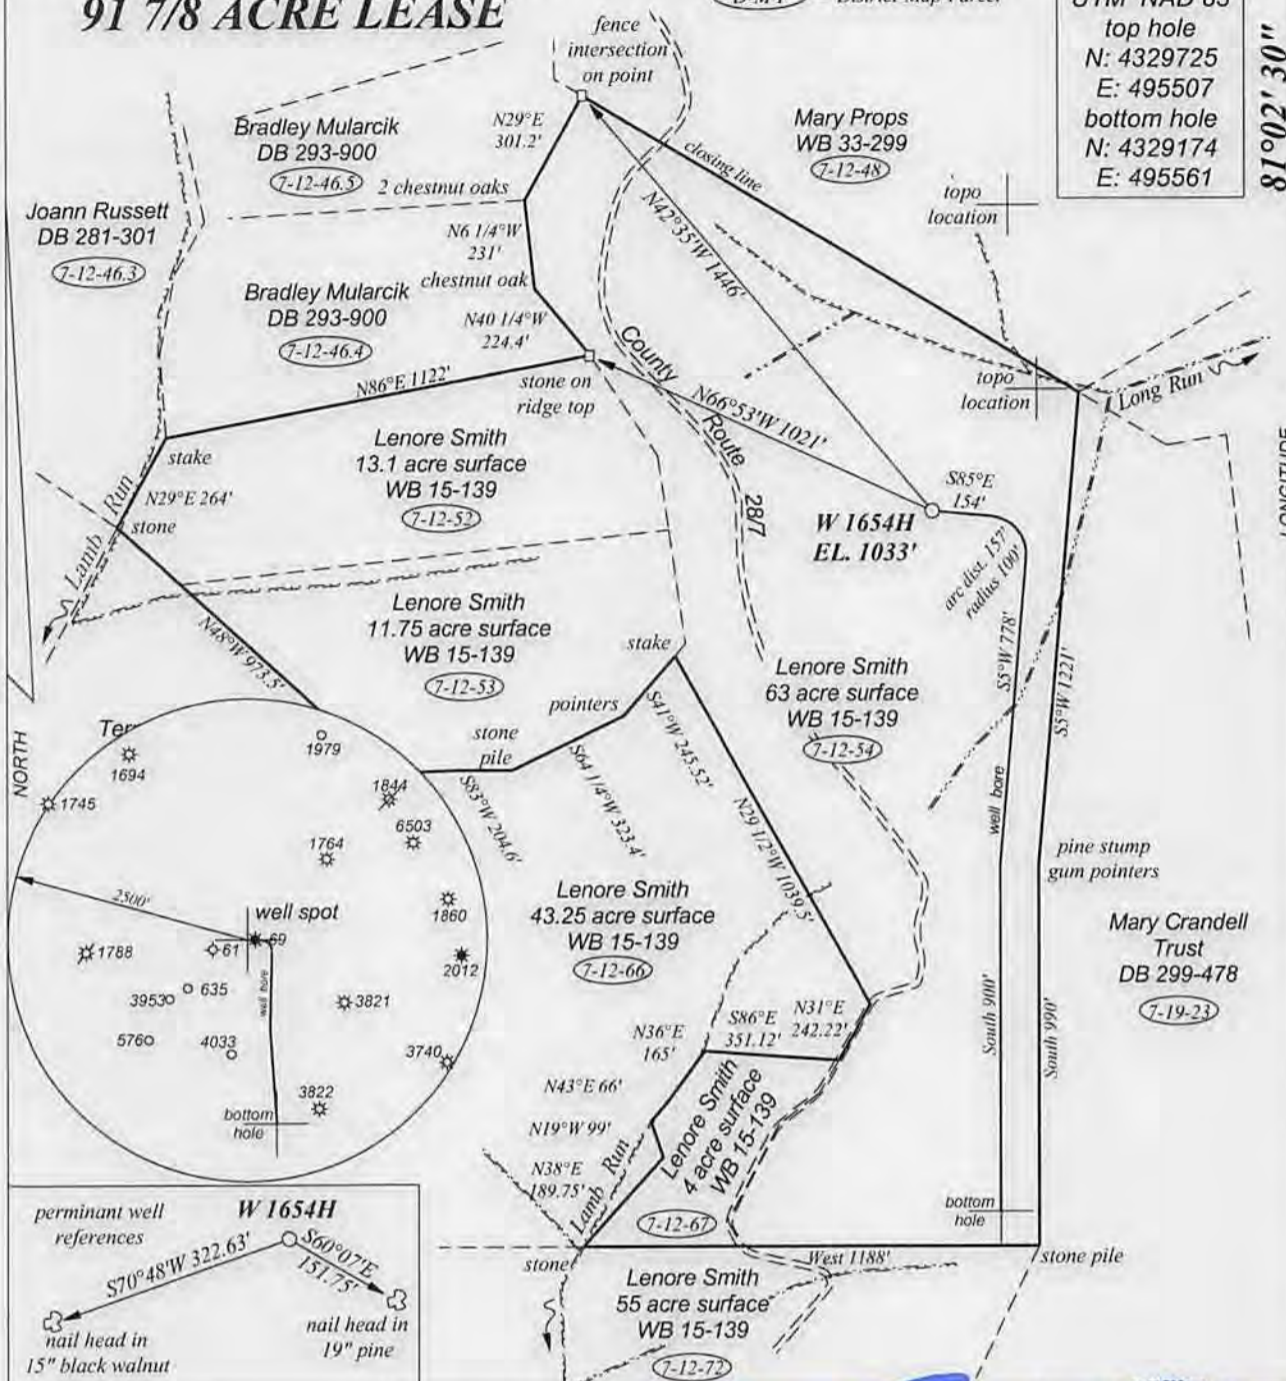 91 7/8 ACRE LEASE
fence
intersection
on point
top hole
N: 4329725
E: 495507
bottom hole
N: 4329174
E: 495561
81°02'30"
N29°E
301.2'
Bradley Mularcik
DB 293-900
7-12-46.5
2 chestnut oaks
Mary Props
WB 33-299
7-12-48
closing line
topo
location
Joann Russett
DB 281-301
7-12-46.3
N6 1/4°W
231'
chestnut oak
N42°35'W 1446'
Bradley Mularcik
DB 293-900
7-12-46.4
N40 1/4°W
224.4'
County
Route
28/7
N86°E 1122'
stone on
ridge top
topo
location
Long Run
N66°53'W 1021'
stake
Lenore Smith
13.1 acre surface
WB 15-139
7-12-52
N29°E 264'
stone
Lamb Run
S85°E
154'
W 1654H
EL. 1033'
arc dist. 157'
radius 100'
LONGITUDE
N48°W 973.5'
Lenore Smith
11.75 acre surface
WB 15-139
7-12-53
stake
pointers
stone
pile
S5°W 778'
S5°W 1221'
Lenore Smith
63 acre surface
WB 15-139
7-12-54
S41°W 245.52'
S64 1/4°W 323.4'
S83°W 204.6'
N29 1/2°W 1039.5'
well bore
NORTH
1694
1979
1745
1844
6503
1764
2500'
well spot
1860
1788
61
69
2012
635
3953
3821
well bore
5760
4033
3740
3822
bottom
hole
pine stump
gum pointers
Lenore Smith
43.25 acre surface
WB 15-139
7-12-66
Mary Crandell
Trust
DB 299-478
7-19-23
South 900'
South 990'
N36°E
165'
S86°E
351.12'
N31°E
242.22'
N43°E 66'
N19°W 99'
N38°E
189.75'
Lamb Run
Lenore Smith
4 acre surface
WB 15-139
7-12-67
bottom
hole
stone
West 1188'
stone pile
Lenore Smith
55 acre surface
WB 15-139
7-12-72
perminant well
references
W 1654H
S70°48'W 322.63'
S60°07'E
151.75'
nail head in
15" black walnut
nail head in
19" pine